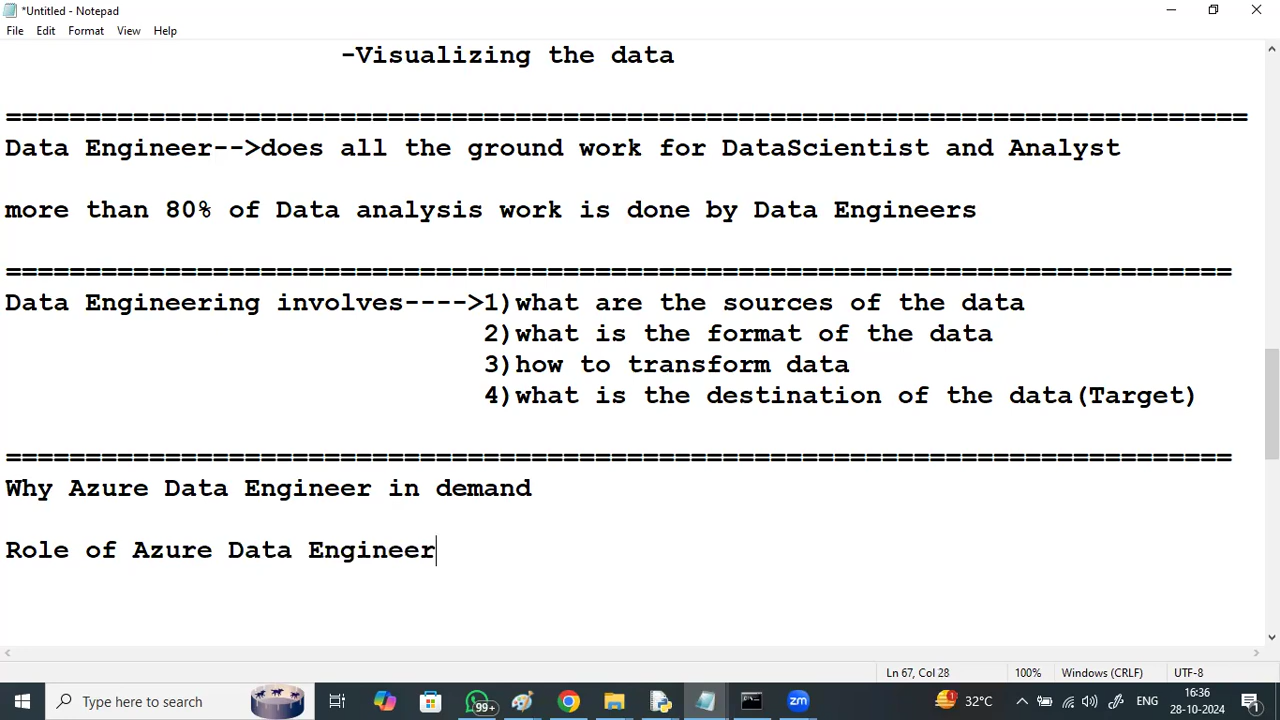 *Untitled - Notepad
File Edit Format View Help
-Visualizing the data
==============================================================================
Data Engineer-->does all the ground work for DataScientist and Analyst
more than 80% of Data analysis work is done by Data Engineers
=============================================================================
Data Engineering involves---->1)what are the sources of the data
2)what is the format of the data
3)how to transform data
4)what is the destination of the data(Target)
=============================================================================
Why Azure Data Engineer in demand
Role of Azure Data Engineer
Ln 67, Col 28 100% Windows (CRLF) UTF-8
Type here to search 99+ 1 32°C ENG 16:36 28-10-2024 1